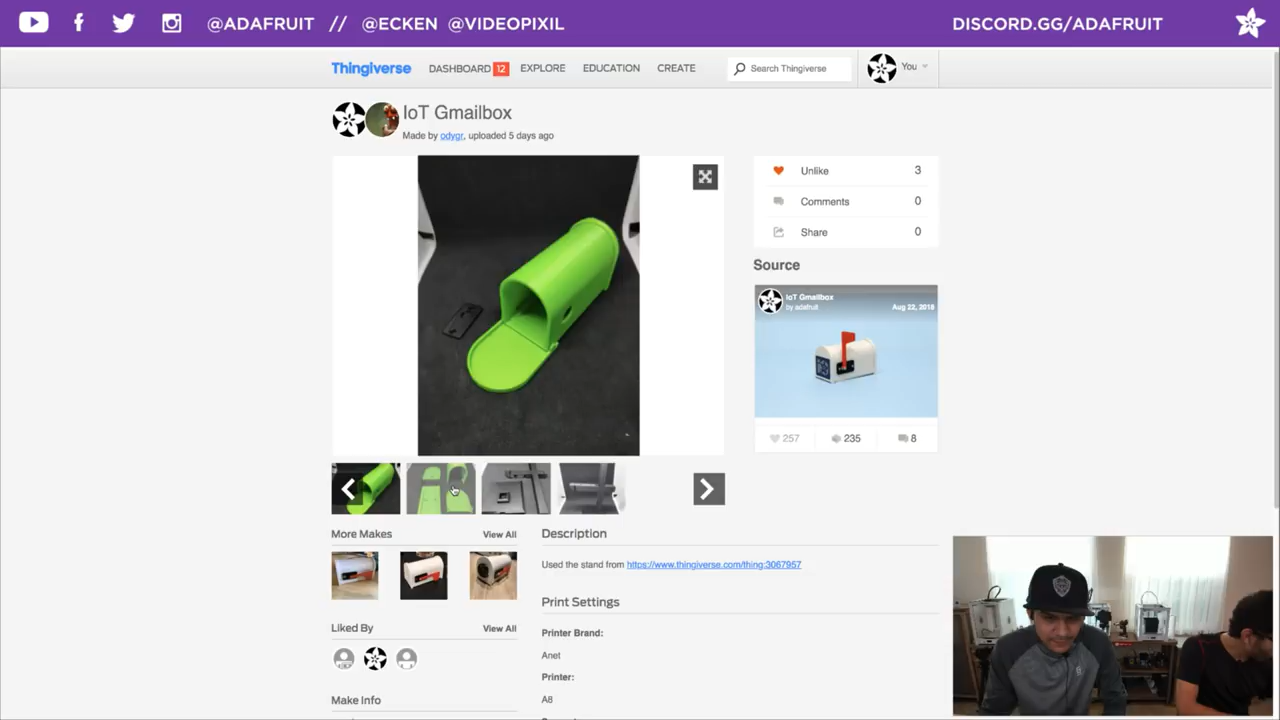 @ADAFRUIT // @ECKEN @VIDEOPIXIL
DISCORD.GG/ADAFRUIT
Thingiverse
DASHBOARD 12
EXPLORE
EDUCATION
CREATE
Search Thingiverse
You
IoT Gmailbox
Made by odygr, uploaded 5 days ago
Unlike 3
Comments 0
Share 0
Source
IoT Gmailbox
by adafruit
Aug 22, 2018
257
235
8
More Makes
View All
Description
Used the stand from https://www.thingiverse.com/thing:3067957
Print Settings
Printer Brand:
Anet
Printer:
A8
Liked By
View All
Make Info